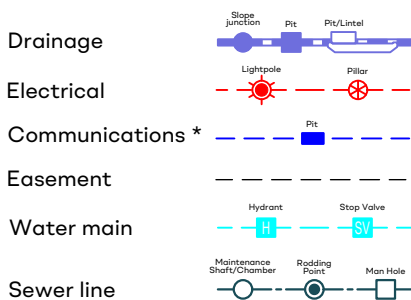 Slope
junction
Pit
Pit/Lintel
Drainage
Lightpole
Pillar
Electrical
Pit
Communications *
Easement
Hydrant
Stop Valve
Water main
H
SV
Maintenance
Shaft/Chamber
Rodding
Point
Man Hole
Sewer line